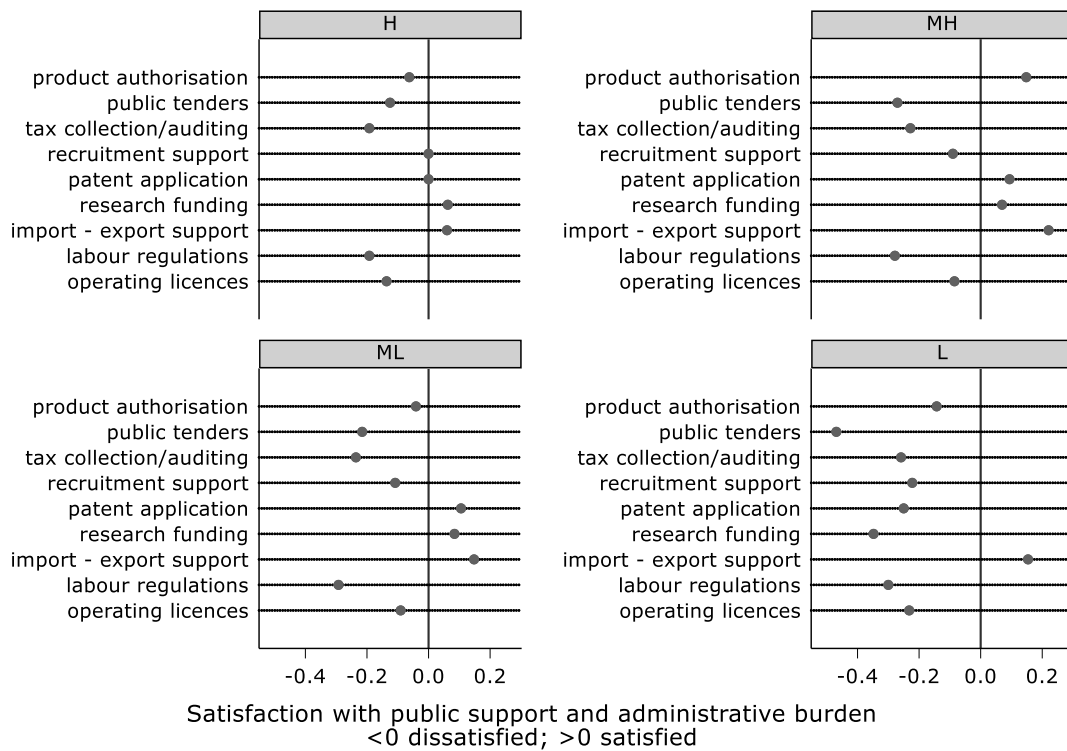 H
product authorisation
public tenders
tax collection/auditing
recruitment support
patent application
research funding
import - export support
labour regulations
operating licences
MH
product authorisation
public tenders
tax collection/auditing
recruitment support
patent application
research funding
import - export support
labour regulations
operating licences
ML
product authorisation
public tenders
tax collection/auditing
recruitment support
patent application
research funding
import - export support
labour regulations
operating licences
-0.4 -0.2 0.0 0.2
L
product authorisation
public tenders
tax collection/auditing
recruitment support
patent application
research funding
import - export support
labour regulations
operating licences
-0.4 -0.2 0.0 0.2
Satisfaction with public support and administrative burden
<0 dissatisfied; >0 satisfied